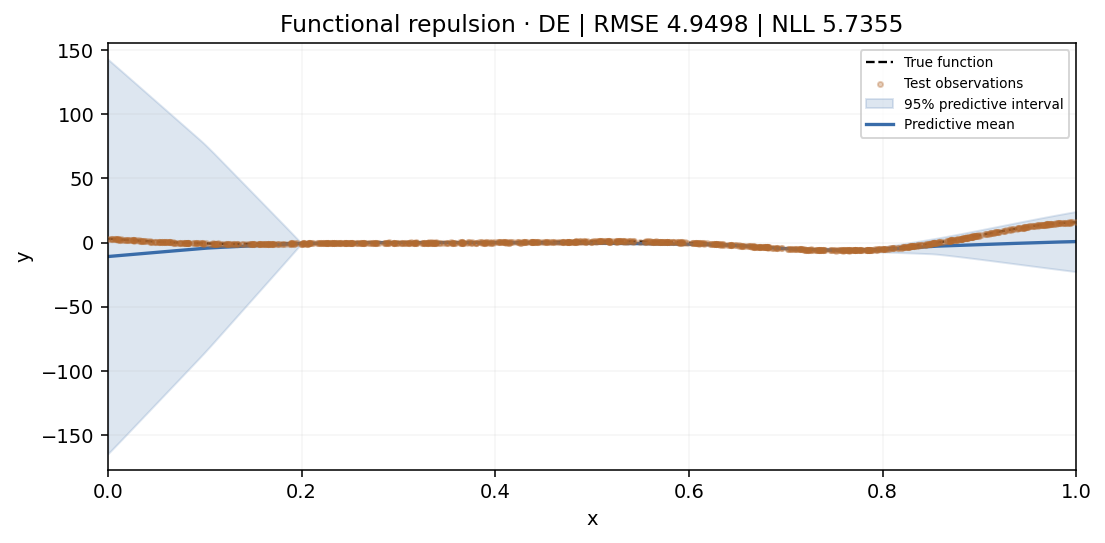 Functional repulsion · DE | RMSE 4.9498 | NLL 5.7355
True function
Test observations
95% predictive interval
Predictive mean
150
100
50
0
−50
−100
−150
y
0.0
0.2
0.4
0.6
0.8
1.0
x